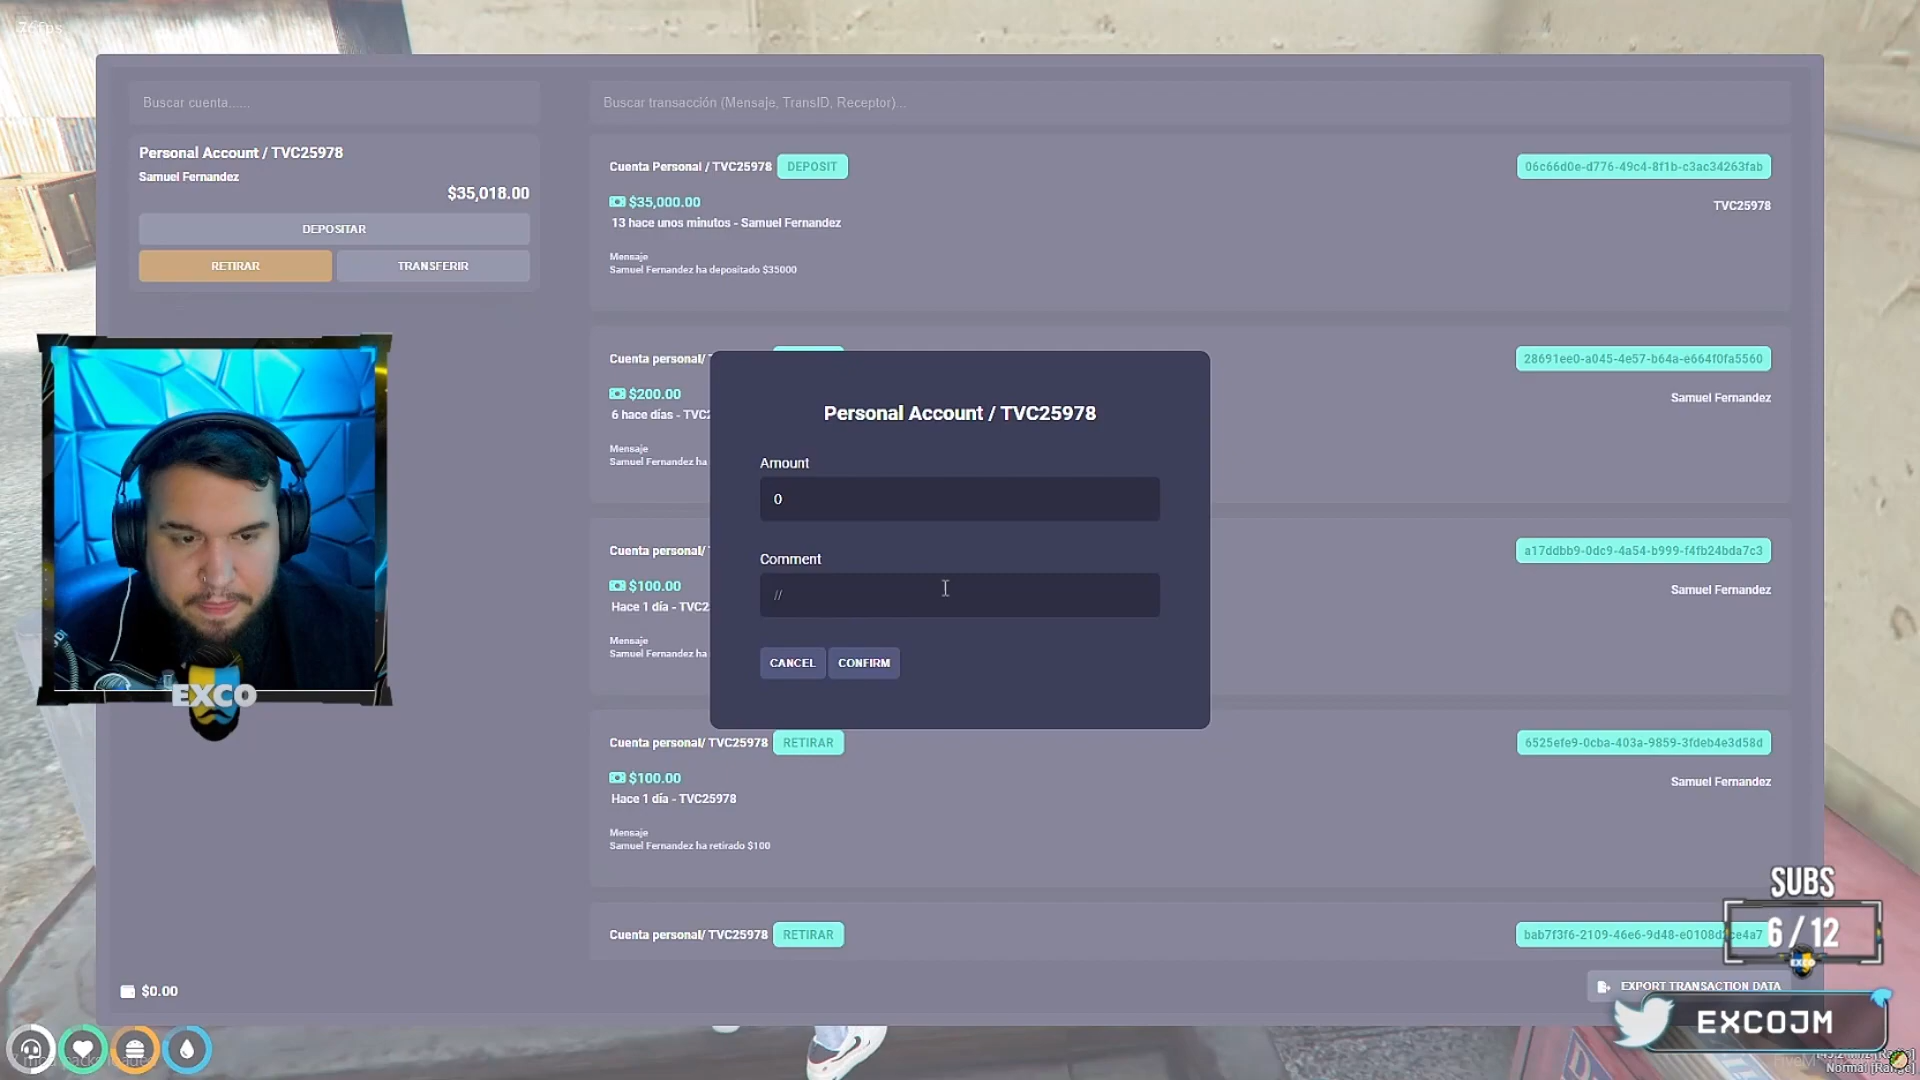 Buscar cuenta......
Personal Account / TVC25978
Samuel Fernandez
$35,018.00
DEPOSITAR
RETIRAR
TRANSFERIR
Buscar transacción (Mensaje, TransID, Receptor)...
Cuenta Personal / TVC25978 DEPOSIT
06c66d0e-d776-49c4-8f1b-c3ac34263fab
$35,000.00
TVC25978
13 hace unos minutos - Samuel Fernandez
Mensaje
Samuel Fernandez ha depositado $35000
Cuenta personal/
28691ee0-a045-4e57-b64a-e664f0fa5560
$200.00
Samuel Fernandez
6 hace días - TVC2
Mensaje
Samuel Fernandez ha
Cuenta personal/
a17ddbb9-0dc9-4a54-b999-f4fb24bda7c3
$100.00
Samuel Fernandez
Hace 1 día - TVC2
Mensaje
Samuel Fernandez ha
Personal Account / TVC25978
Amount
0
Comment
//
CANCEL
CONFIRM
Cuenta personal/ TVC25978 RETIRAR
6525efe9-0cba-403a-9859-3fdeb4e3d58d
$100.00
Samuel Fernandez
Hace 1 día - TVC25978
Mensaje
Samuel Fernandez ha retirado $100
Cuenta personal/ TVC25978 RETIRAR
$0.00
EXPORT TRANSACTION DATA
EXCO
SUBS
6 / 12
EXCO
EXCOJM